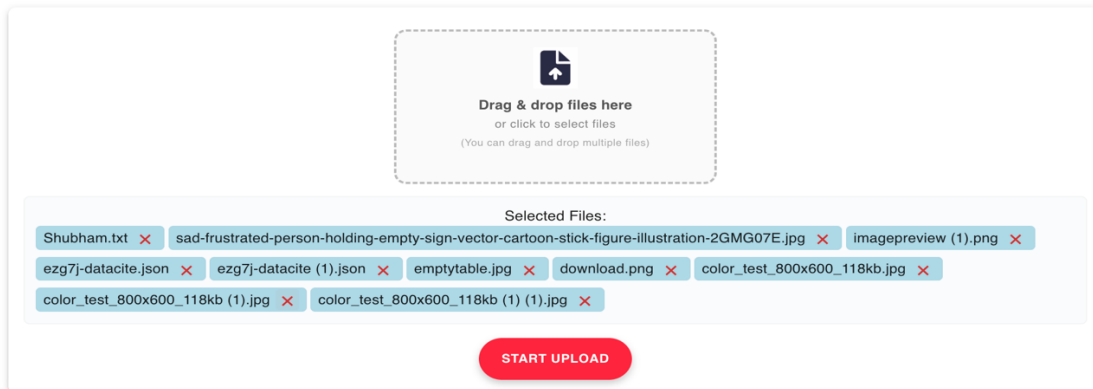 Drag & drop files here
or click to select files
(You can drag and drop multiple files)
Selected Files:
Shubham.txt ✕ sad-frustrated-person-holding-empty-sign-vector-cartoon-stick-figure-illustration-2GMG07E.jpg ✕ imagepreview (1).png ✕
ezg7j-datacite.json ✕ ezg7j-datacite (1).json ✕ emptytable.jpg ✕ download.png ✕ color_test_800x600_118kb.jpg ✕
color_test_800x600_118kb (1).jpg ✕ color_test_800x600_118kb (1) (1).jpg ✕
START UPLOAD